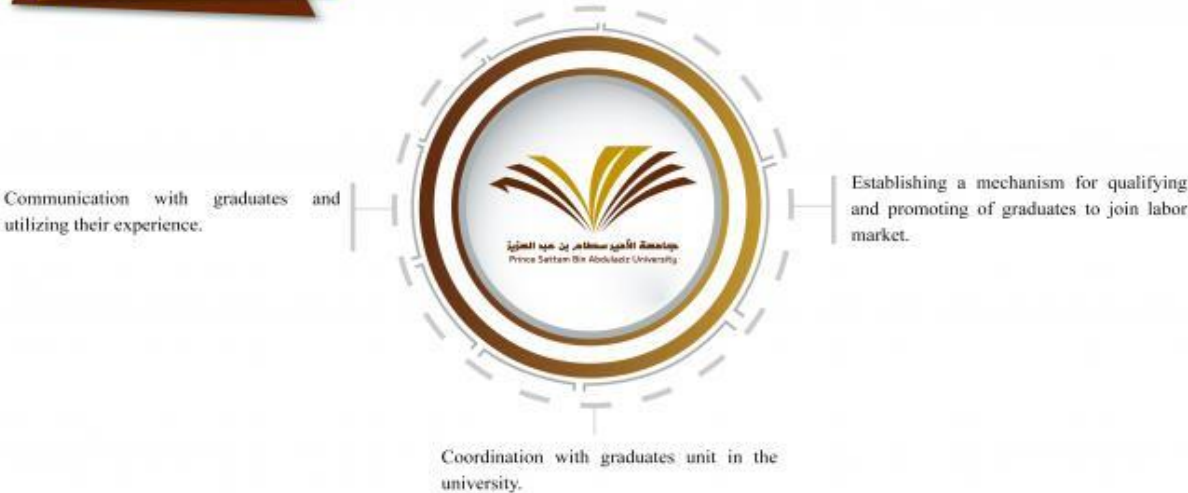 Communication with graduates and
utilizing their experience.
جامعة الأمير سطام بن عبد العزيز
Prince Sattam Bin Abdulaziz University
Establishing a mechanism for qualifying
and promoting of graduates to join labor
market.
Coordination with graduates unit in the
university.